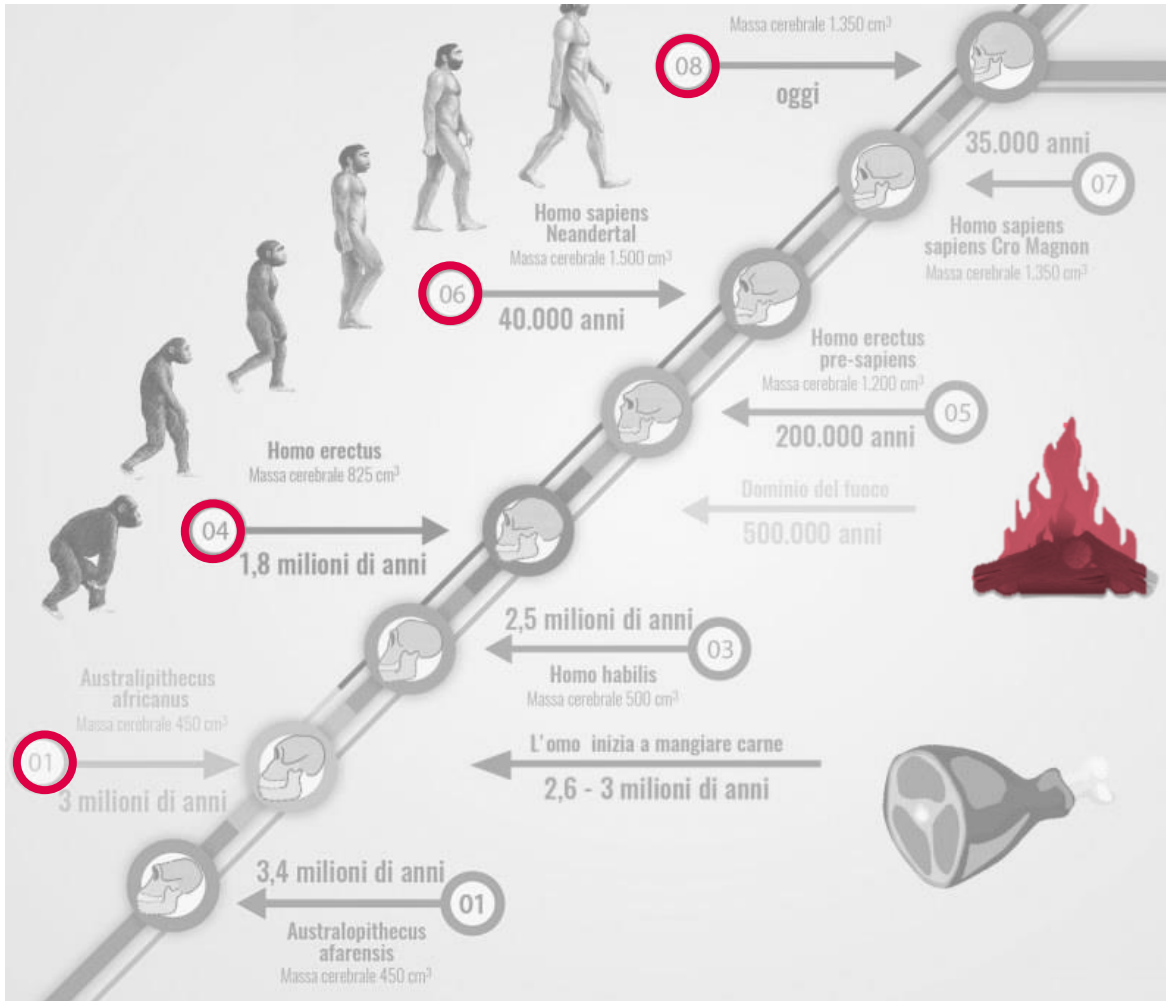 Massa cerebrale 1.350 cm³
08
oggi
35.000 anni
07
Homo sapiens
sapiens Cro Magnon
Massa cerebrale 1.350 cm³
Homo sapiens
Neandertal
Massa cerebrale 1.500 cm³
06
40.000 anni
Homo erectus
pre-sapiens
Massa cerebrale 1.200 cm³
05
200.000 anni
Homo erectus
Massa cerebrale 825 cm³
04
1,8 milioni di anni
Dominio del fuoco
500.000 anni
2,5 milioni di anni
03
Homo habilis
Massa cerebrale 500 cm³
Australipithecus
africanus
Massa cerebrale 450 cm³
01
3 milioni di anni
L'omo inizia a mangiare carne
2,6 - 3 milioni di anni
3,4 milioni di anni
01
Australopithecus
afarensis
Massa cerebrale 450 cm³